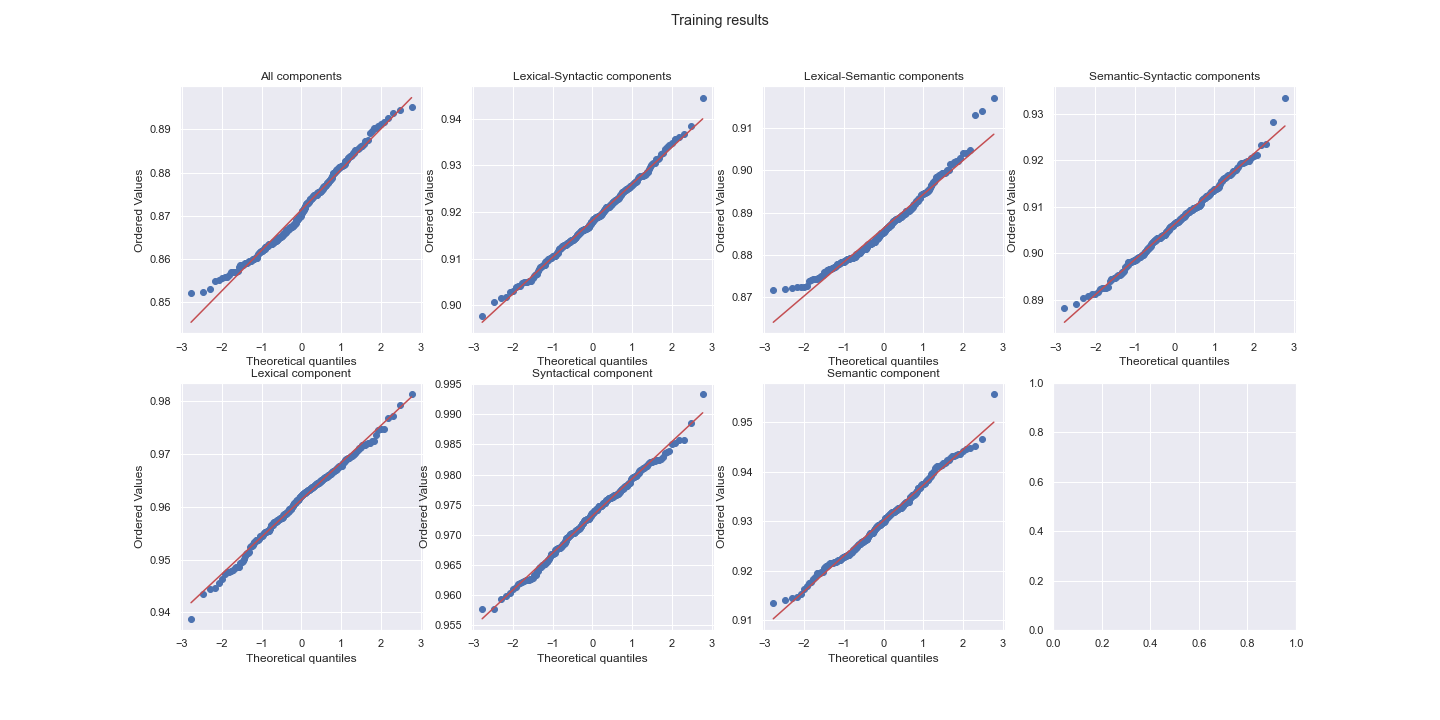 Training results
All components
Lexical-Syntactic components
Lexical-Semantic components
Semantic-Syntactic components
Ordered Values
0.89
0.88
0.87
0.86
0.85
−3 −2 −1 0 1 2 3
Theoretical quantiles
Ordered Values
0.94
0.93
0.92
0.91
0.90
−3 −2 −1 0 1 2 3
Theoretical quantiles
Ordered Values
0.91
0.90
0.89
0.88
0.87
−3 −2 −1 0 1 2 3
Theoretical quantiles
Ordered Values
0.93
0.92
0.91
0.90
0.89
−3 −2 −1 0 1 2 3
Theoretical quantiles
Lexical component
Ordered Values
0.98
0.97
0.96
0.95
0.94
−3 −2 −1 0 1 2 3
Theoretical quantiles
Syntactical component
Ordered Values
0.995
0.990
0.985
0.980
0.975
0.970
0.965
0.960
0.955
−3 −2 −1 0 1 2 3
Theoretical quantiles
Semantic component
Ordered Values
0.95
0.94
0.93
0.92
0.91
−3 −2 −1 0 1 2 3
Theoretical quantiles
1.0
0.8
0.6
0.4
0.2
0.0
0.0 0.2 0.4 0.6 0.8 1.0